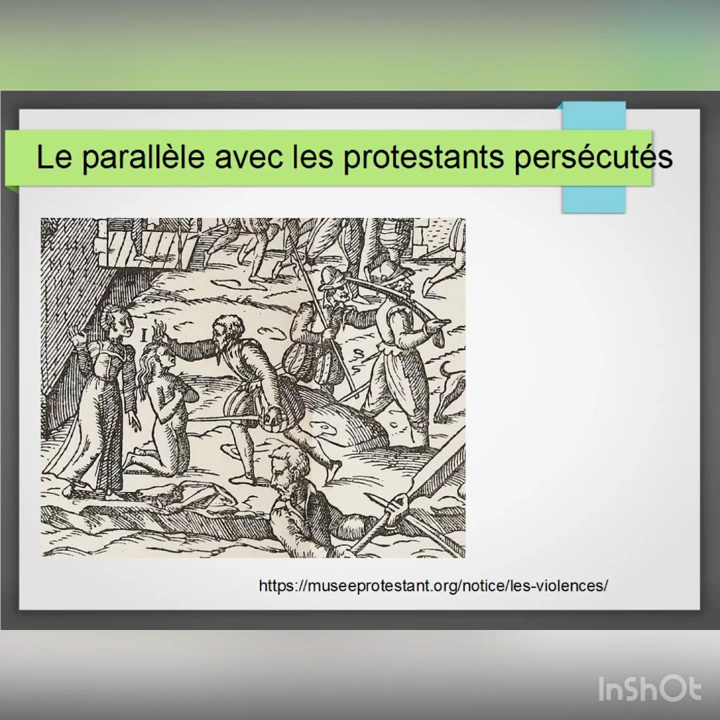 Le parallèle avec les protestants persécutés
I
https://museeprotestant.org/notice/les-violences/
InShOt